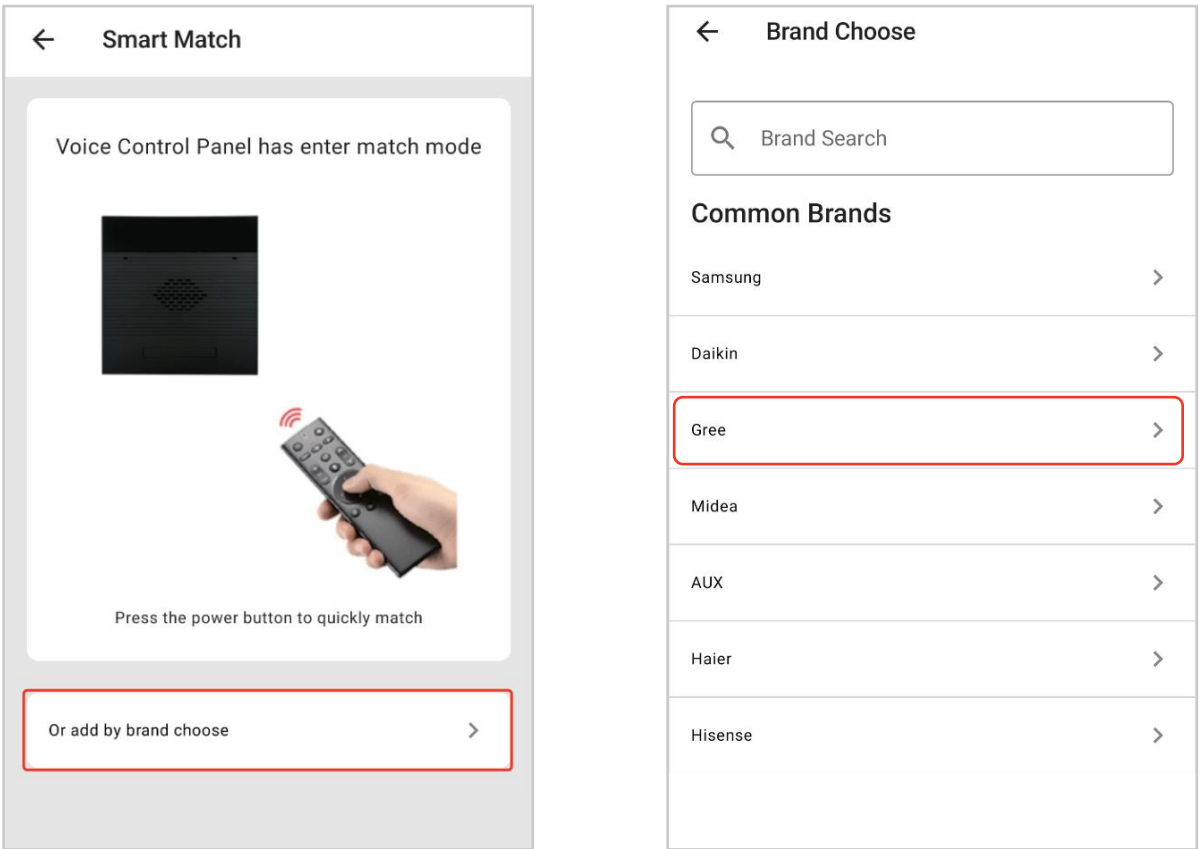 Smart Match
Voice Control Panel has enter match mode
Press the power button to quickly match
Or add by brand choose
Brand Choose
Brand Search
Common Brands
Samsung
Daikin
Gree
Midea
AUX
Haier
Hisense